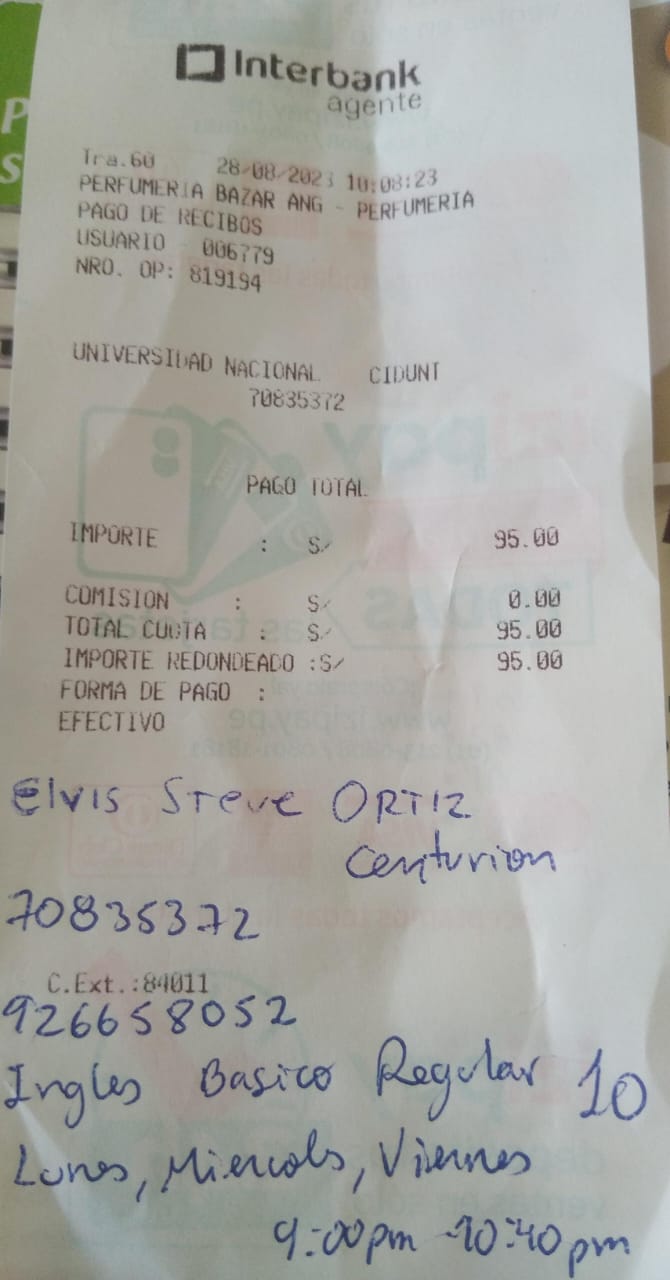 Interbank
agente
Tra.60 28/08/2023 10:08:23
PERFUMERIA BAZAR ANG - PERFUMERIA
PAGO DE RECIBOS
USUARIO - 006779
NRO. OP: 819194
UNIVERSIDAD NACIONAL CIDUNT
70835372
PAGO TOTAL
IMPORTE : S/ 95.00
COMISION : S/ 0.00
TOTAL CUOTA : S/ 95.00
IMPORTE REDONDEADO :S/ 95.00
FORMA DE PAGO :
EFECTIVO
Elvis Steve ORTIZ
Centurion
70835372
C.Ext.:84011
926658052
Ingles Basico Regular 10
Lunes, Miercols, Viernes
9:00pm - 10:40 pm